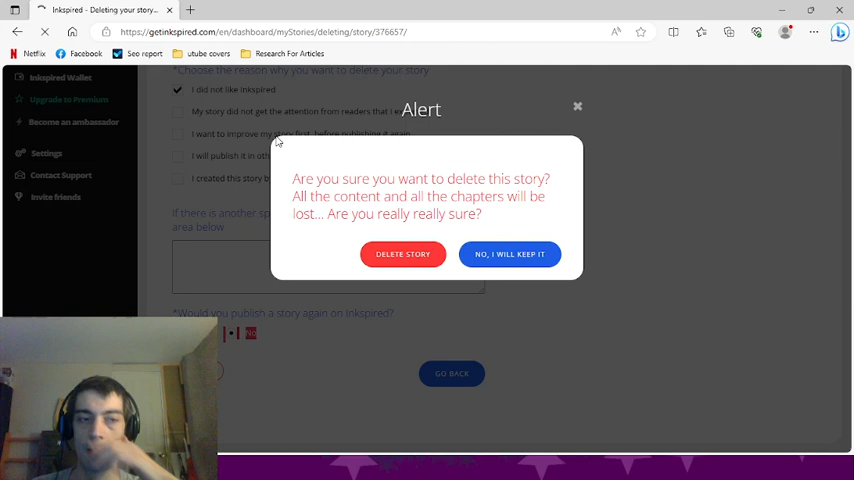 Inkspired - Deleting your story...
https://getinkspired.com/en/dashboard/myStories/deleting/story/376657/
Netflix Facebook Seo report utube covers Research For Articles
Inkspired Wallet
Upgrade to Premium
Become an ambassador
Settings
Contact Support
Invite friends
*Choose the reason why you want to delete your story
I did not like Inkspired
My story did not get the attention from readers that I e
I want to improve my story first, before publishing it again
I will publish it in oth
I created this story b
If there is another sp
area below
Alert
Are you sure you want to delete this story?
All the content and all the chapters will be
lost... Are you really really sure?
DELETE STORY NO, I WILL KEEP IT
*Would you publish a story again on Inkspired?
No
GO BACK